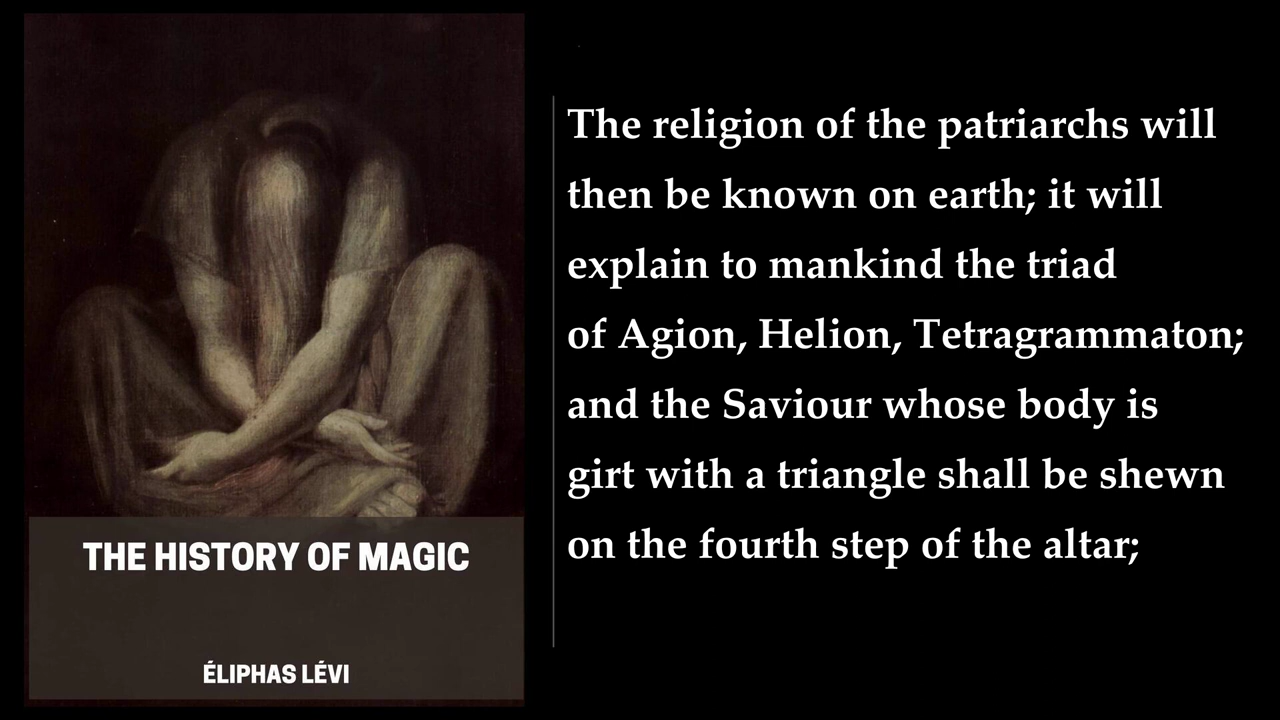 THE HISTORY OF MAGIC
ÉLIPHAS LÉVI
The religion of the patriarchs will
then be known on earth; it will
explain to mankind the triad
of Agion, Helion, Tetragrammaton;
and the Saviour whose body is
girt with a triangle shall be shewn
on the fourth step of the altar;